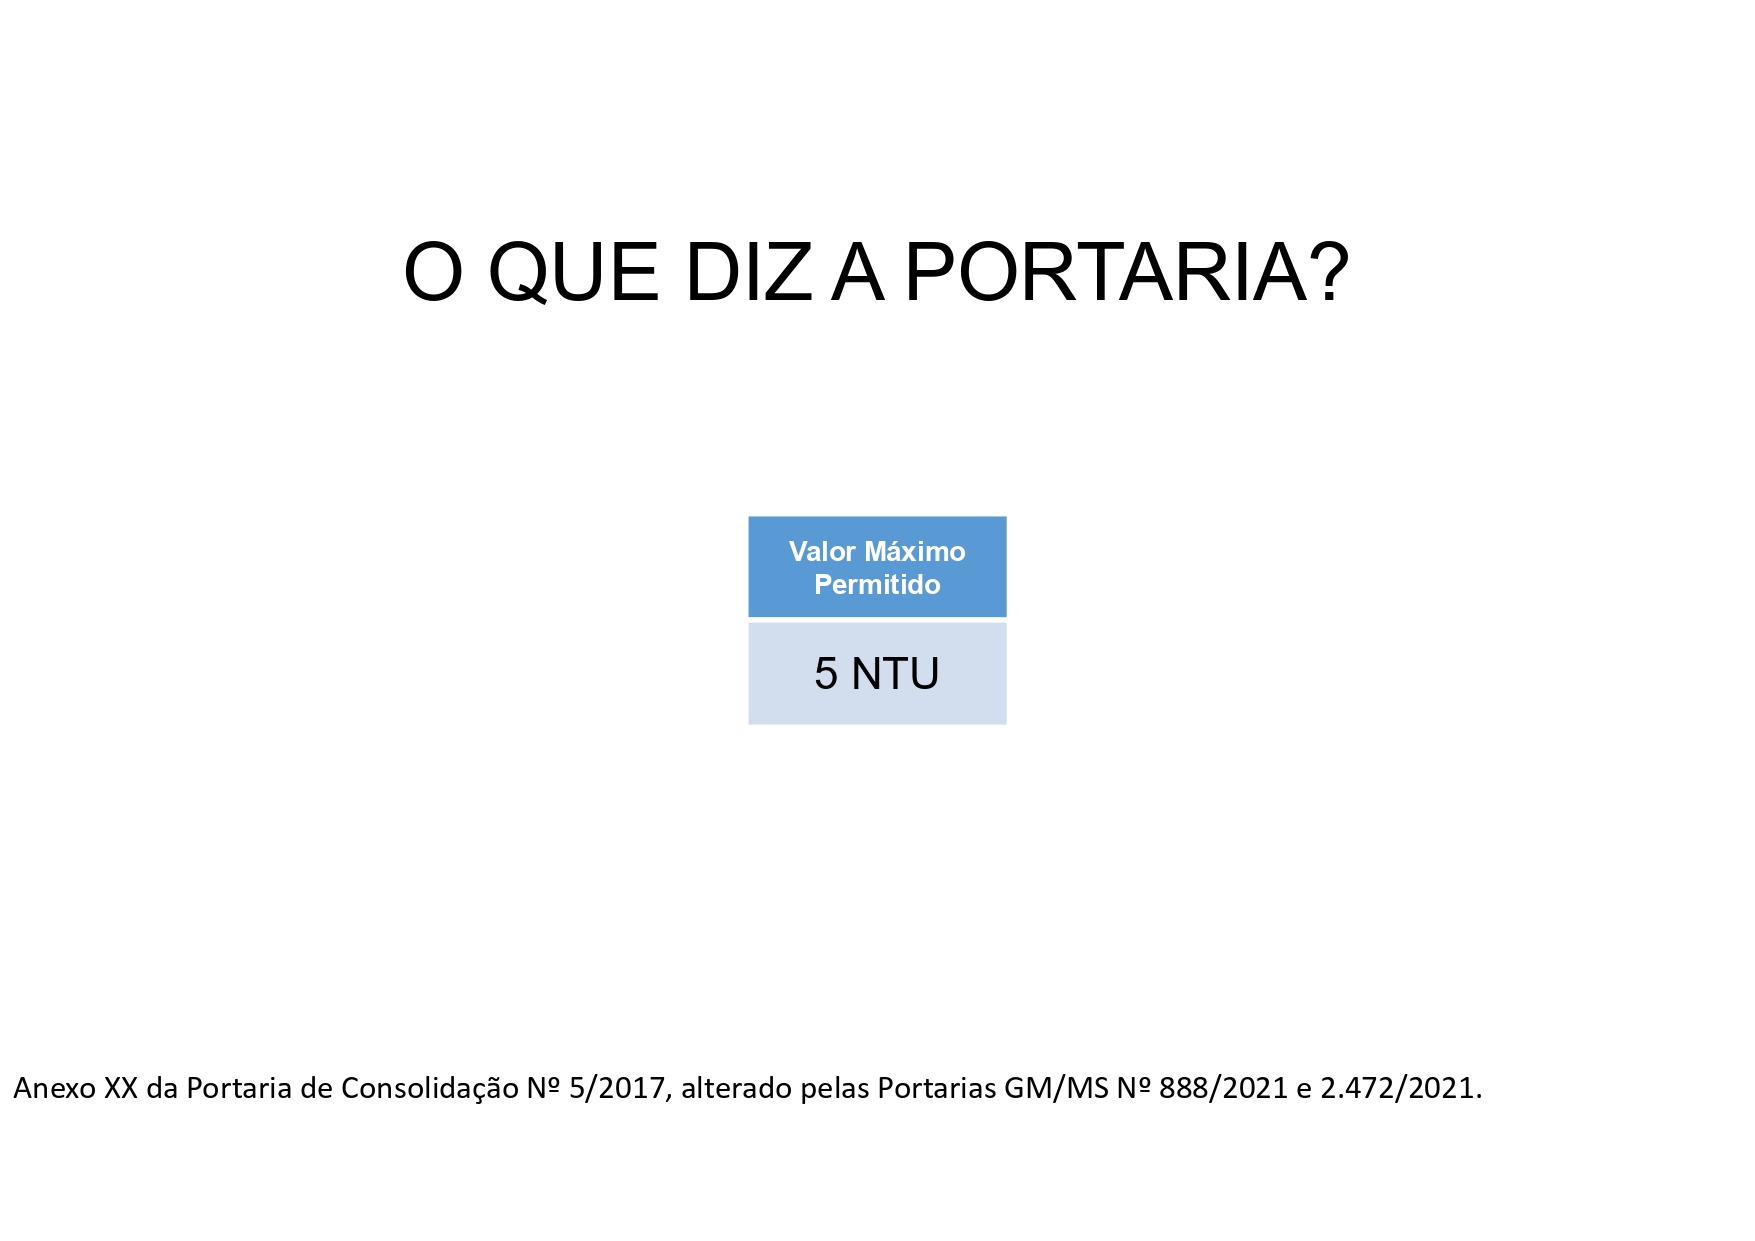 O QUE DIZ A PORTARIA?
Valor Máximo
Permitido
5 NTU
Anexo XX da Portaria de Consolidação Nº 5/2017, alterado pelas Portarias GM/MS Nº 888/2021 e 2.472/2021.